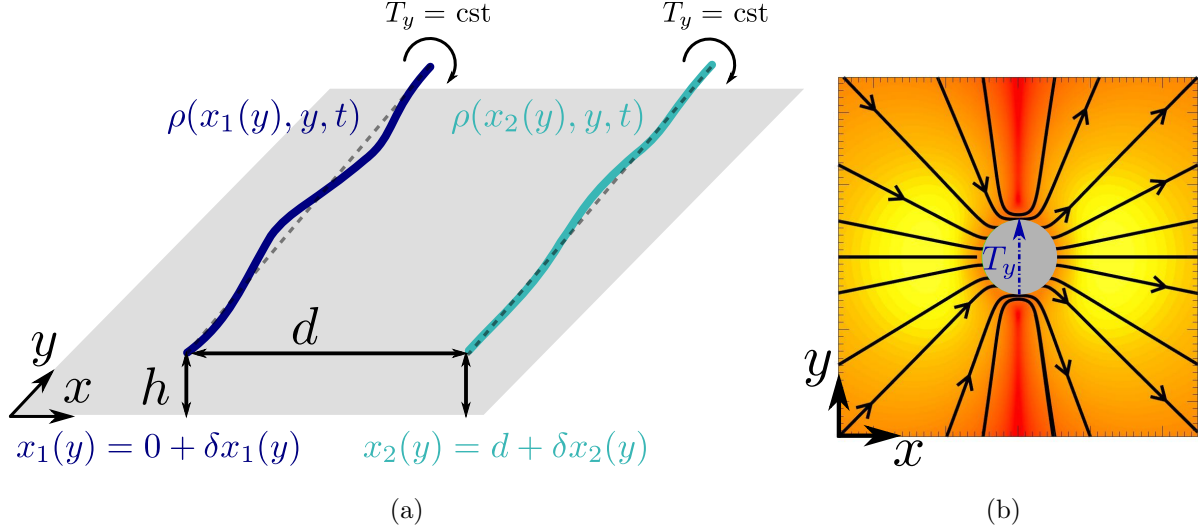 T_y = cst
T_y = cst
ρ(x_1(y), y, t)
ρ(x_2(y), y, t)
d
y
x
h
x_1(y) = 0 + δx_1(y)
x_2(y) = d + δx_2(y)
(a)
T_y
y
x
(b)